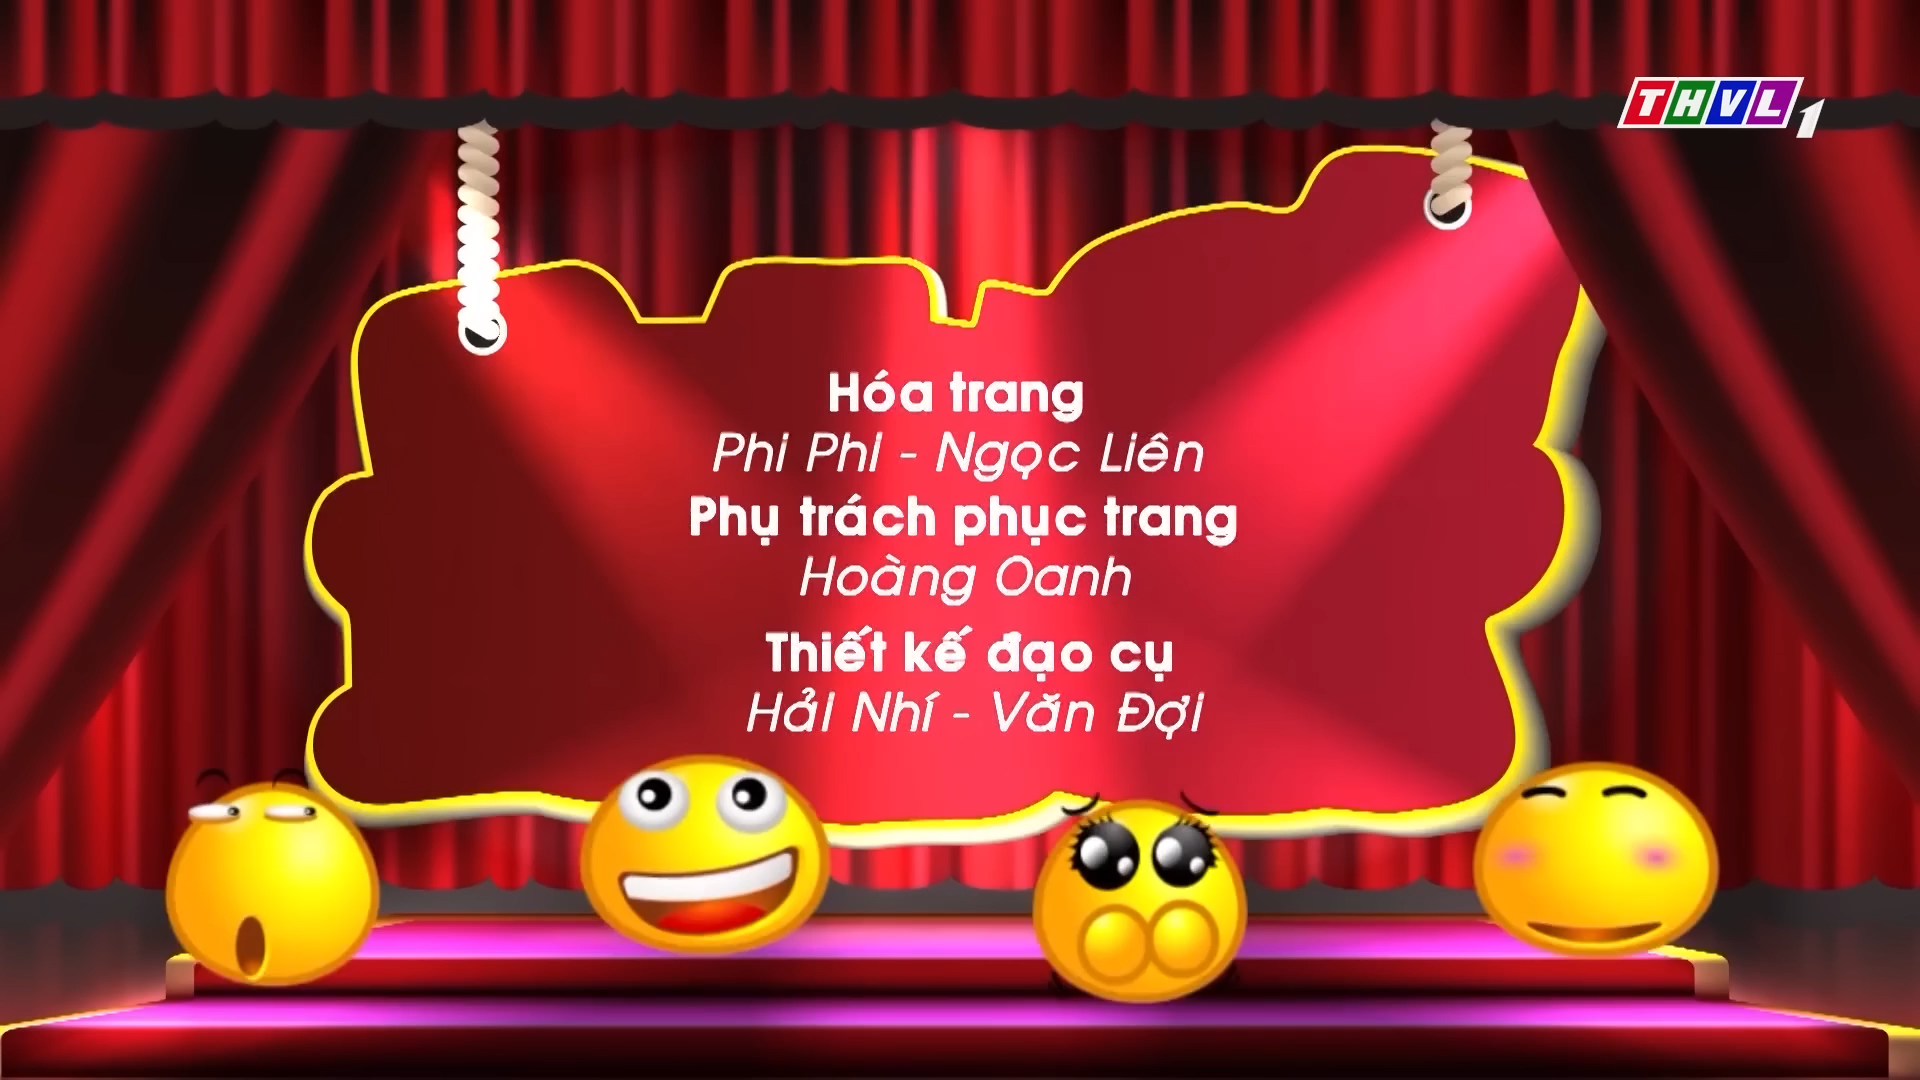 THVL1
Hóa trang
Phi Phi - Ngọc Liên
Phụ trách phục trang
Hoàng Oanh
Thiết kế đạo cụ
Hải Nhí - Văn Đợi